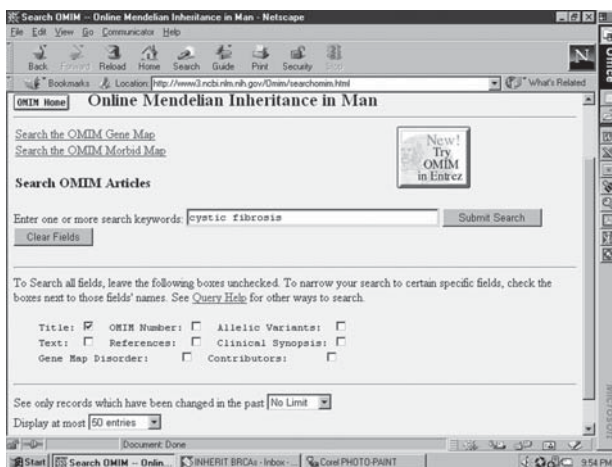 Search OMIM -- Online Mendelian Inheritance in Man - Netscape
File Edit View Go Communicator Help
Back Forward Reload Home Search Guide Print Security Stop
Bookmarks Location: http://www3.ncbi.nlm.nih.gov/Omim/searchomim.html What's Related
OMIM Home Online Mendelian Inheritance in Man
Search the OMIM Gene Map
Search the OMIM Morbid Map
New!
Try
OMIM
in Entrez
Search OMIM Articles
Enter one or more search keywords: cystic fibrosis Submit Search
Clear Fields
To Search all fields, leave the following boxes unchecked. To narrow your search to certain specific fields, check the
boxes next to those fields' names. See Query Help for other ways to search.
Title: OMIM Number: Allelic Variants:
Text: References: Clinical Synopsis:
Gene Map Disorder: Contributors:
See only records which have been changed in the past No Limit
Display at most 50 entries
Document: Done
Start Search OMIM -- Onlin... INHERIT BRCAs - Inbox - ... Corel PHOTO-PAINT 9:54 PM
Office